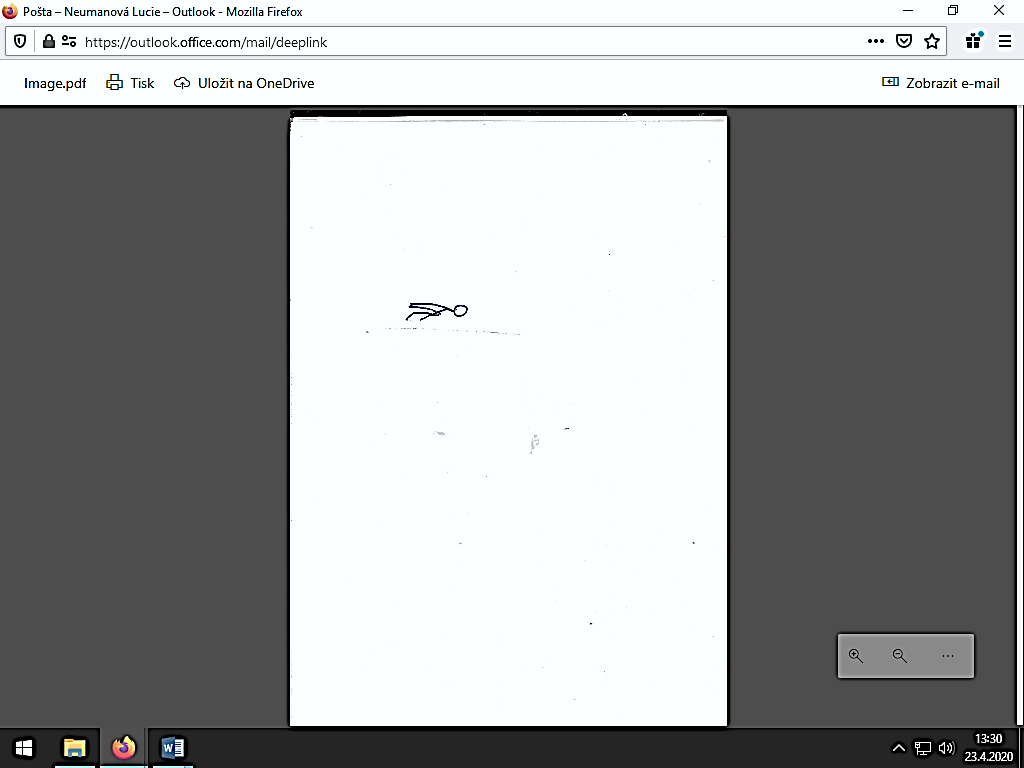 Pošta – Neumanová Lucie – Outlook - Mozilla Firefox
https://outlook.office.com/mail/deeplink
Image.pdf Tisk Uložit na OneDrive Zobrazit e-mail
13:30
23.4.2020